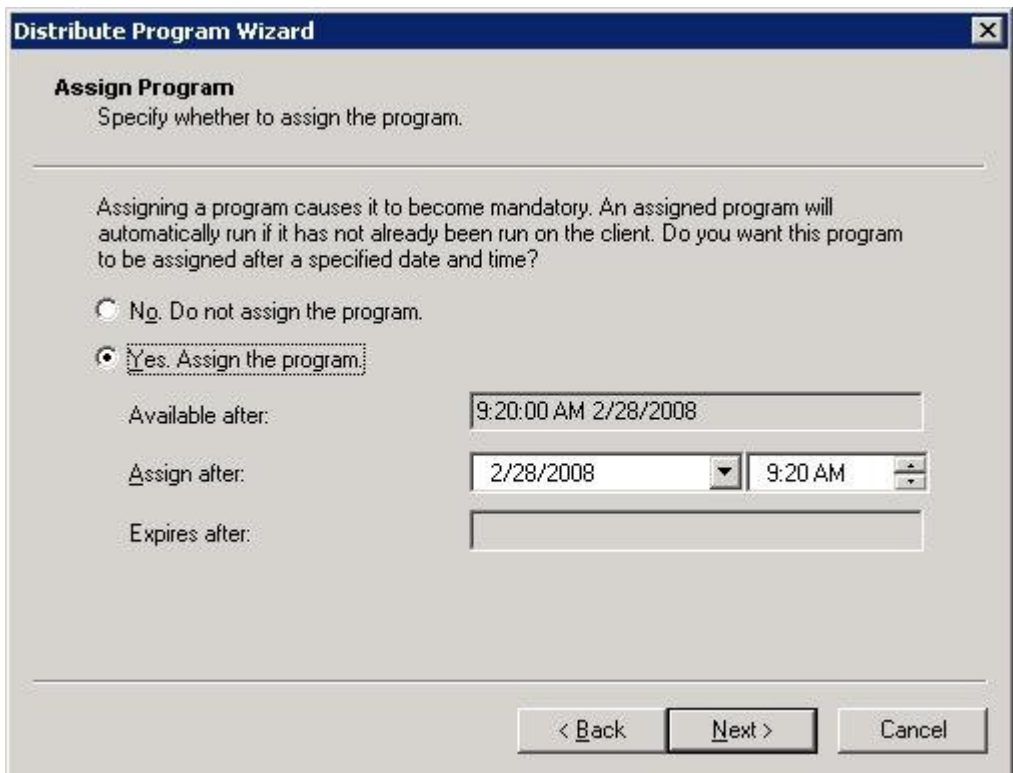 Distribute Program Wizard
Assign Program
Specify whether to assign the program.
Assigning a program causes it to become mandatory. An assigned program will
automatically run if it has not already been run on the client. Do you want this program
to be assigned after a specified date and time?
No. Do not assign the program.
Yes. Assign the program.
Available after: 9:20:00 AM 2/28/2008
Assign after: 2/28/2008 9:20 AM
Expires after:
< Back Next > Cancel